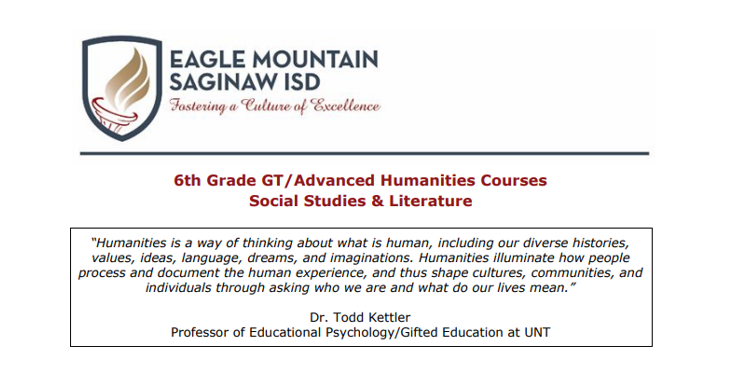 EAGLE MOUNTAIN
SAGINAW ISD
Fostering a Culture of Excellence
6th Grade GT/Advanced Humanities Courses
Social Studies & Literature
“Humanities is a way of thinking about what is human, including our diverse histories,
values, ideas, language, dreams, and imaginations. Humanities illuminate how people
process and document the human experience, and thus shape cultures, communities, and
individuals through asking who we are and what do our lives mean.”
Dr. Todd Kettler
Professor of Educational Psychology/Gifted Education at UNT